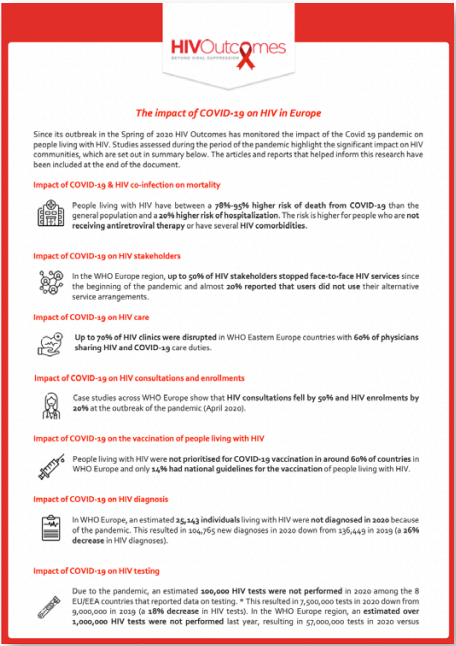 HIVOutcomes
BEYOND VIRAL SUPPRESSION
The impact of COVID-19 on HIV in Europe
Since its outbreak in the Spring of 2020 HIV Outcomes has monitored the impact of the Covid 19 pandemic on
people living with HIV. Studies assessed during the period of the pandemic highlight the significant impact on HIV
communities, which are set out in summary below. The articles and reports that helped inform this research have
been included at the end of the document.
Impact of COVID-19 & HIV co-infection on mortality
People living with HIV have between a 78%-95% higher risk of death from COVID-19 than the
general population and a 20% higher risk of hospitalization. The risk is higher for people who are not
receiving antiretroviral therapy or have several HIV comorbidities.
Impact of COVID-19 on HIV stakeholders
In the WHO Europe region, up to 50% of HIV stakeholders stopped face-to-face HIV services since
the beginning of the pandemic and almost 20% reported that users did not use their alternative
service arrangements.
Impact of COVID-19 on HIV care
Up to 70% of HIV clinics were disrupted in WHO Eastern Europe countries with 60% of physicians
sharing HIV and COVID-19 care duties.
Impact of COVID-19 on HIV consultations and enrollments
Case studies across WHO Europe show that HIV consultations fell by 50% and HIV enrolments by
20% at the outbreak of the pandemic (April 2020).
Impact of COVID-19 on the vaccination of people living with HIV
People living with HIV were not prioritised for COVID-19 vaccination in around 60% of countries in
WHO Europe and only 14% had national guidelines for the vaccination of people living with HIV.
Impact of COVID-19 on HIV diagnosis
In WHO Europe, an estimated 25,143 individuals living with HIV were not diagnosed in 2020 because
of the pandemic. This resulted in 104,765 new diagnoses in 2020 down from 136,449 in 2019 (a 26%
decrease in HIV diagnoses).
Impact of COVID-19 on HIV testing
Due to the pandemic, an estimated 100,000 HIV tests were not performed in 2020 among the 8
EU/EEA countries that reported data on testing. * This resulted in 7,500,000 tests in 2020 down from
9,000,000 in 2019 (a 18% decrease in HIV tests). In the WHO Europe region, an estimated over
1,000,000 HIV tests were not performed last year, resulting in 57,000,000 tests in 2020 versus